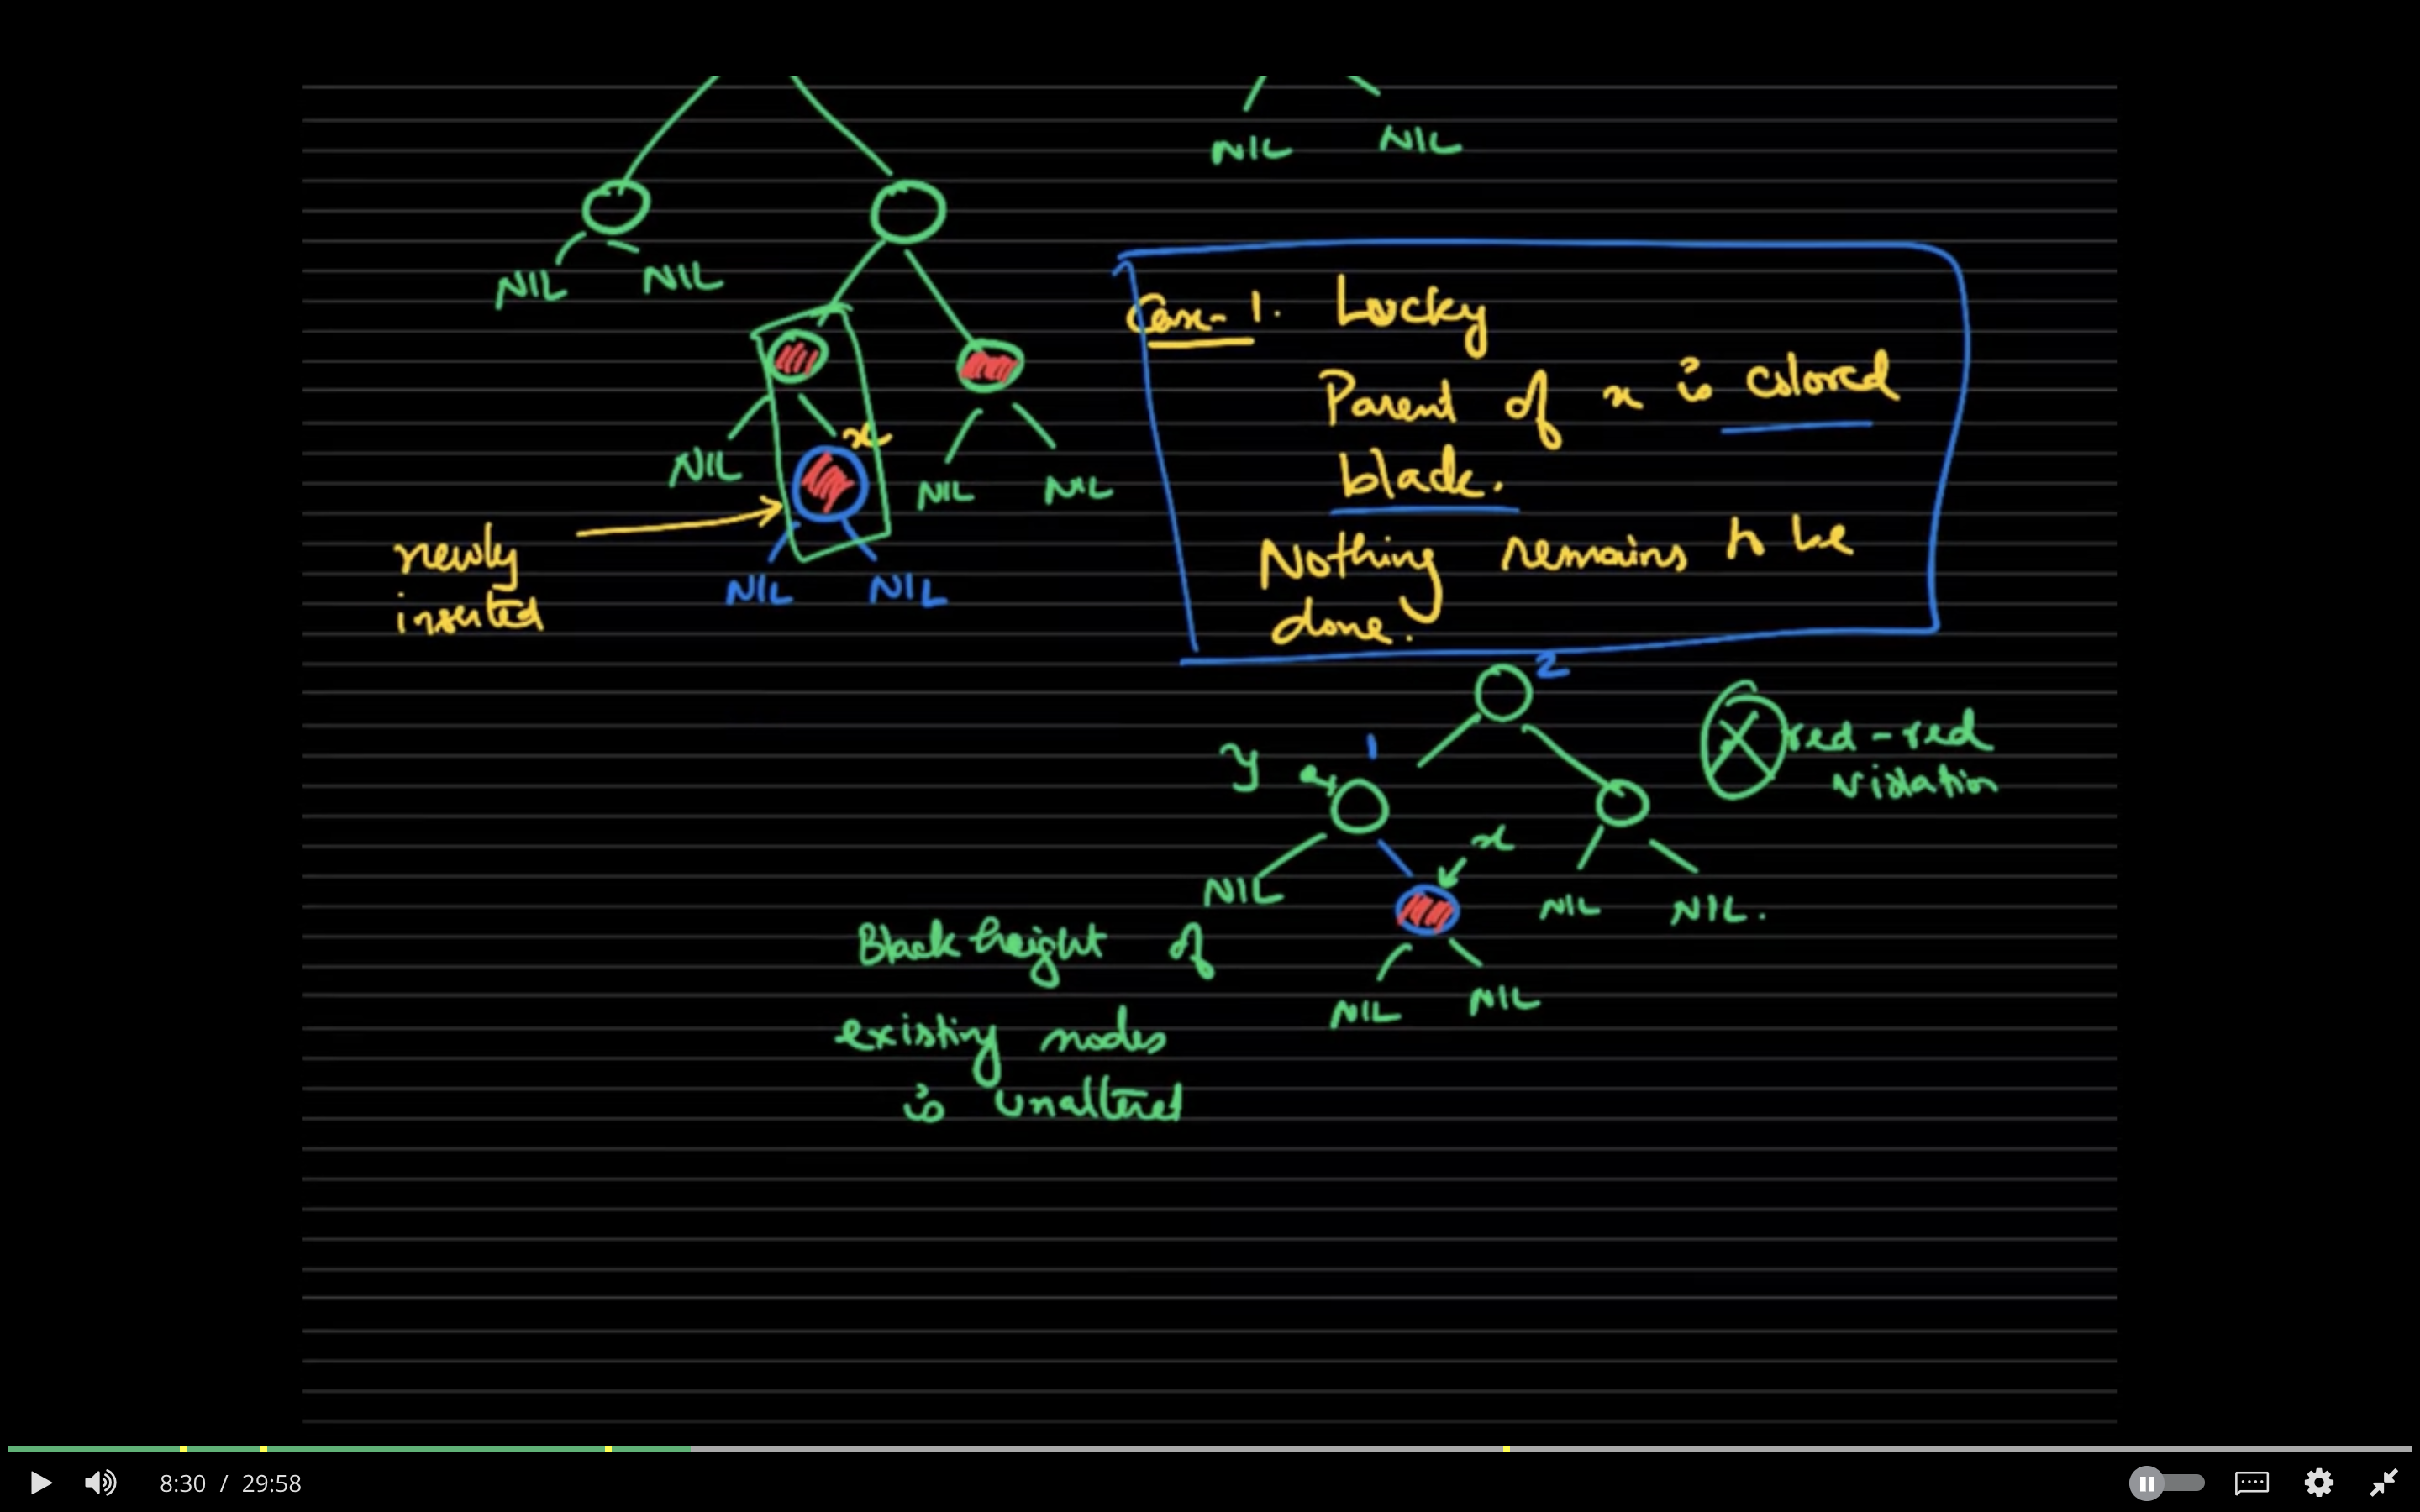 NIL NIL
NIL NIL
Case-1. Lucky
Parent of x is colored
black.
Nothing remains to be
done.
x
NIL NIL NIL
newly
inserted
NIL NIL
2
1
y
red-red
violation
x
NIL NIL NIL.
Black height of
existing nodes
is unaltered
NIL NIL
8:30 / 29:58